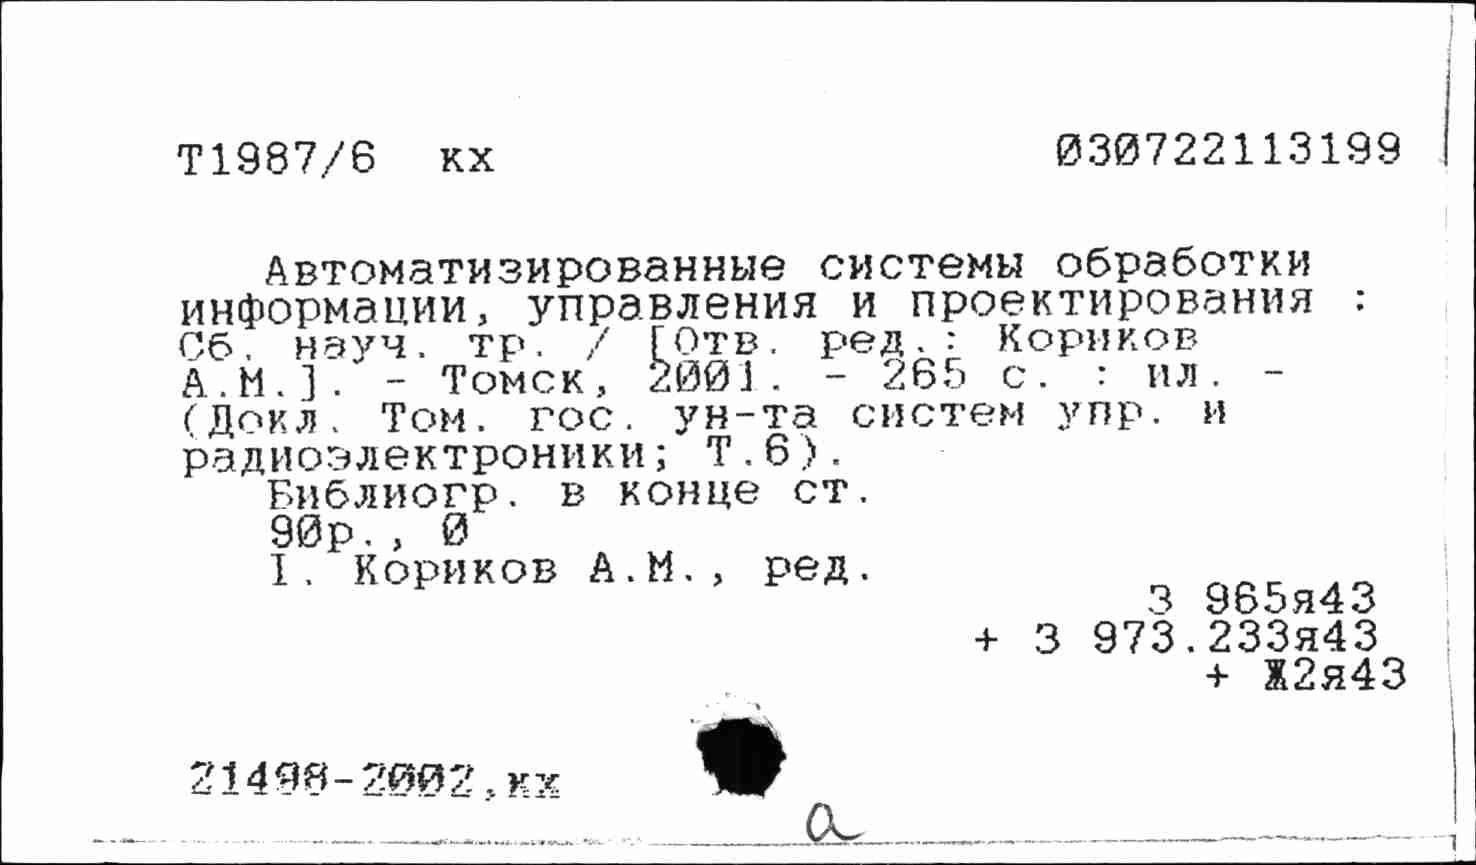 Т1987/6 кх 030722113199
Автоматизированные системы обработки
информации, управления и проектирования :
Сб. науч. тр. / [Отв. ред.: Кориков
А.М.]. - Томск, 2001. - 265 с. : ил. -
(Докл. Том. гос. ун-та систем упр. и
радиоэлектроники; Т.6).
Библиогр. в конце ст.
90р., 0
I. Кориков А.М., ред.
З 965я43
+ З 973.233я43
+ Ж2я43
21498-2002,кх
а